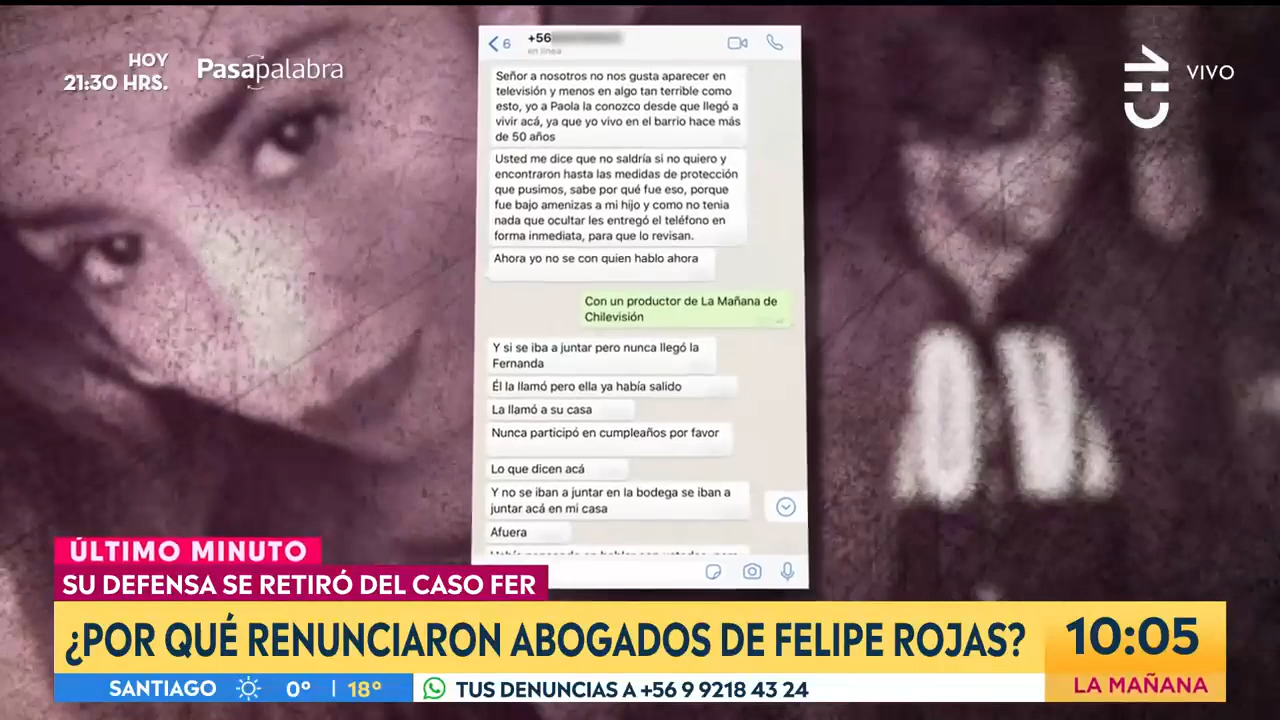 HOY
21:30 HRS.
Pasapalabra
CHV
VIVO
6
+56
en línea
Señor a nosotros no nos gusta aparecer en
televisión y menos en algo tan terrible como
esto, yo a Paola la conozco desde que llegó a
vivir acá, ya que yo vivo en el barrio hace más
de 50 años
Usted me dice que no saldría si no quiero y
encontraron hasta las medidas de protección
que pusimos, sabe por qué fue eso, porque
fue bajo amenizas a mi hijo y como no tenia
nada que ocultar les entregó el teléfono en
forma inmediata, para que lo revisan.
Ahora yo no se con quien hablo ahora
Con un productor de La Mañana de
Chilevisión
Y si se iba a juntar pero nunca llegó la
Fernanda
Él la llamó pero ella ya había salido
La llamó a su casa
Nunca participó en cumpleaños por favor
Lo que dicen acá
Y no se iban a juntar en la bodega se iban a
juntar acá en mi casa
Afuera
ÚLTIMO MINUTO
SU DEFENSA SE RETIRÓ DEL CASO FER
¿POR QUÉ RENUNCIARON ABOGADOS DE FELIPE ROJAS?
10:05
LA MAÑANA
SANTIAGO 0° | 18°
TUS DENUNCIAS A +56 9 9218 43 24